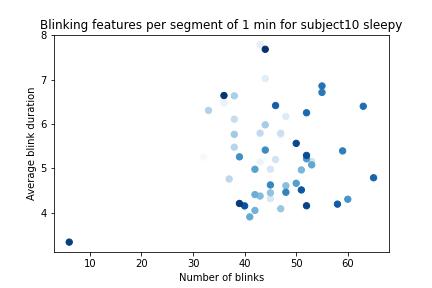 Blinking features per segment of 1 min for subject10 sleepy
8
7
6
5
4
Average blink duration
10 20 30 40 50 60
Number of blinks